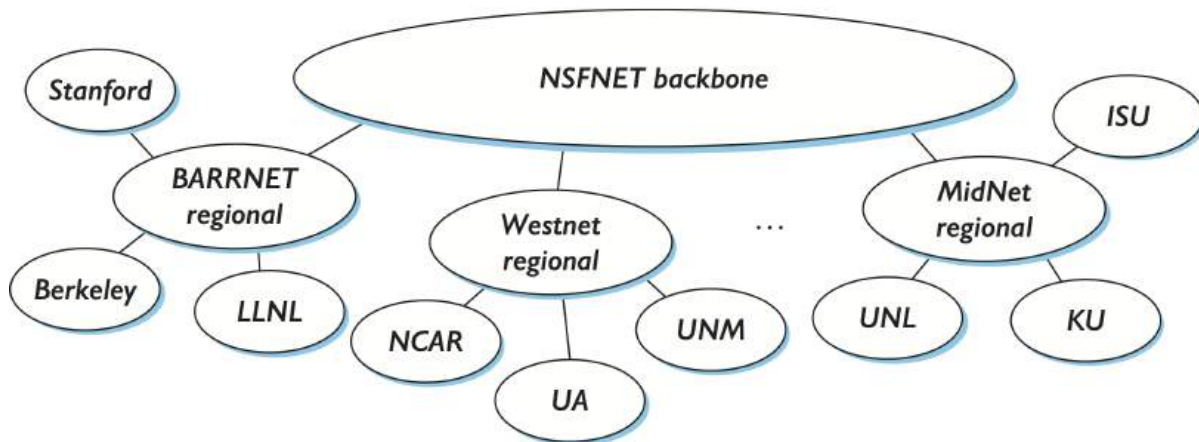 NSFNET backbone
Stanford
ISU
BARRNET
regional
MidNet
regional
Westnet
regional
...
Berkeley
LLNL
NCAR
UNM
UNL
KU
UA